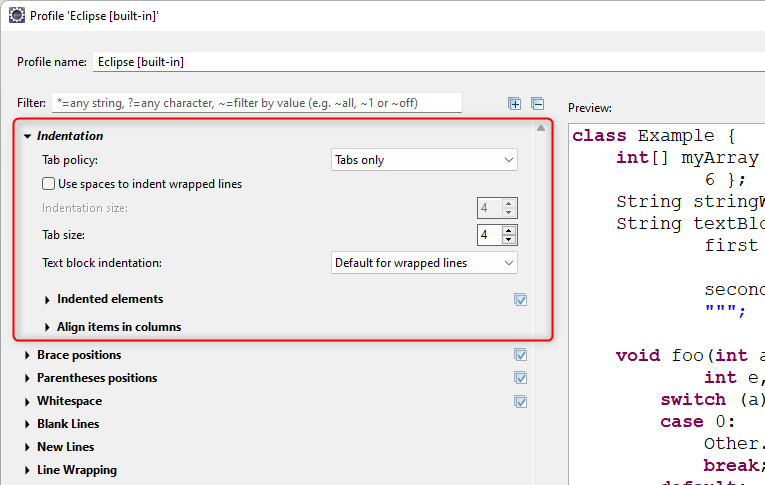 Profile 'Eclipse [built-in]'
Profile name: Eclipse [built-in]
Filter: *=any string, ?=any character, ~=filter by value (e.g. ~all, ~1 or ~off)
Indentation
Tab policy: Tabs only
Use spaces to indent wrapped lines
Indentation size: 4
Tab size: 4
Text block indentation: Default for wrapped lines
Indented elements
Align items in columns
Brace positions
Parentheses positions
Whitespace
Blank Lines
New Lines
Line Wrapping
Preview:
class Example {
int[] myArray
6 };
String string
String textBlo
first
second
""";
void foo(int a
int e,
switch (a)
case 0:
Other.
break;